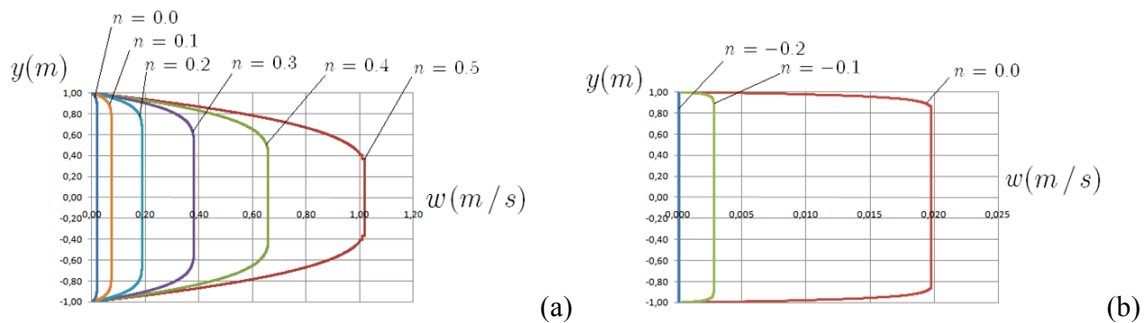 n = 0.0
n = 0.1
n = 0.2
n = 0.3
n = 0.4
n = 0.5
y(m)
1,00
0,80
0,60
0,40
0,20
0,00
-0,20
-0,40
-0,60
-0,80
-1,00
0,00 0,20 0,40 0,60 0,80 1,00 1,20
w(m/s)
(a)
n = −0.2
n = −0.1
n = 0.0
y(m)
1,00
0,80
0,60
0,40
0,20
0,00
-0,20
-0,40
-0,60
-0,80
-1,00
0,000 0,005 0,010 0,015 0,020 0,025
w(m/s)
(b)